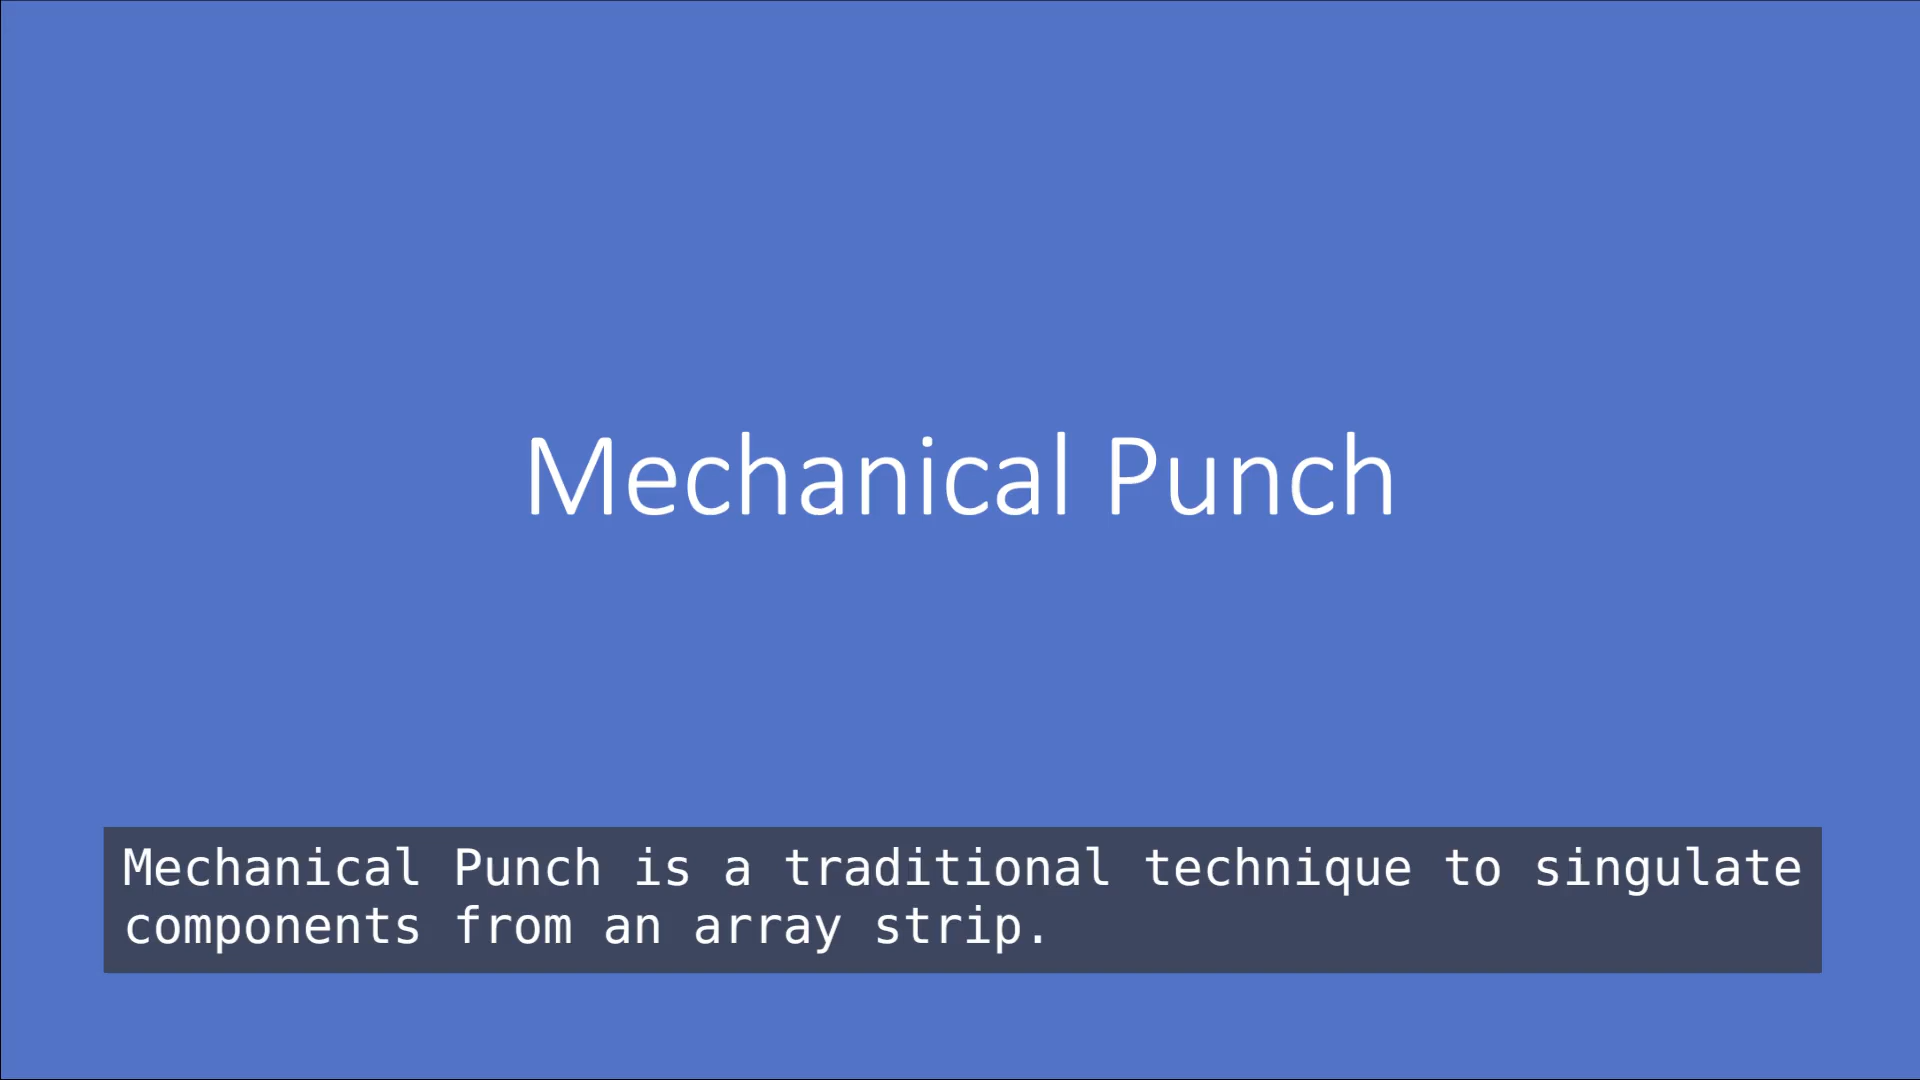 Mechanical Punch
Mechanical Punch is a traditional technique to singulate
components from an array strip.